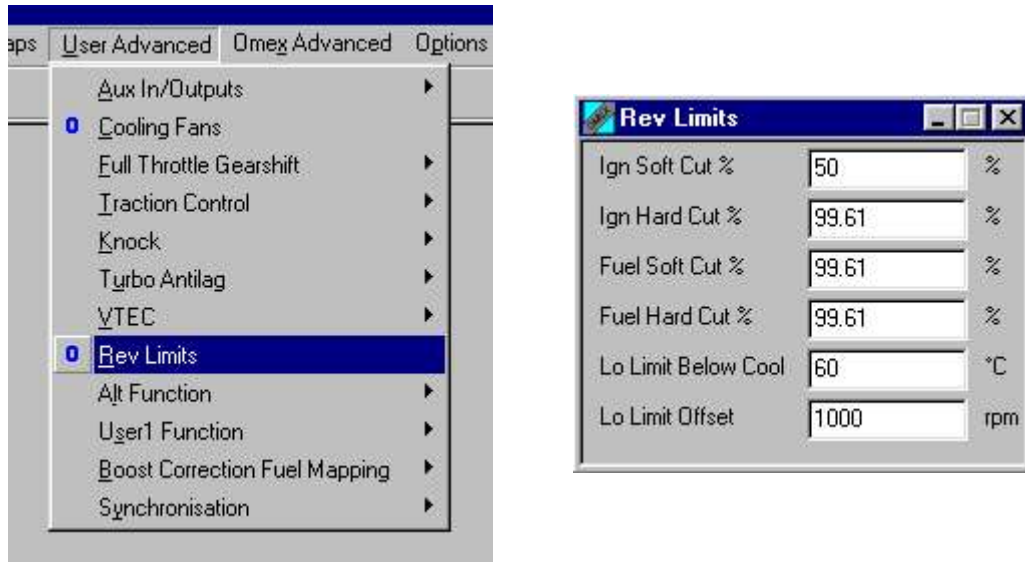 aps User Advanced Omex Advanced Options
Aux In/Outputs
0 Cooling Fans
Full Throttle Gearshift
Traction Control
Knock
Turbo Antilag
VTEC
0 Rev Limits
Alt Function
User1 Function
Boost Correction Fuel Mapping
Synchronisation
Rev Limits
Ign Soft Cut % 50 %
Ign Hard Cut % 99.61 %
Fuel Soft Cut % 99.61 %
Fuel Hard Cut % 99.61 %
Lo Limit Below Cool 60 °C
Lo Limit Offset 1000 rpm